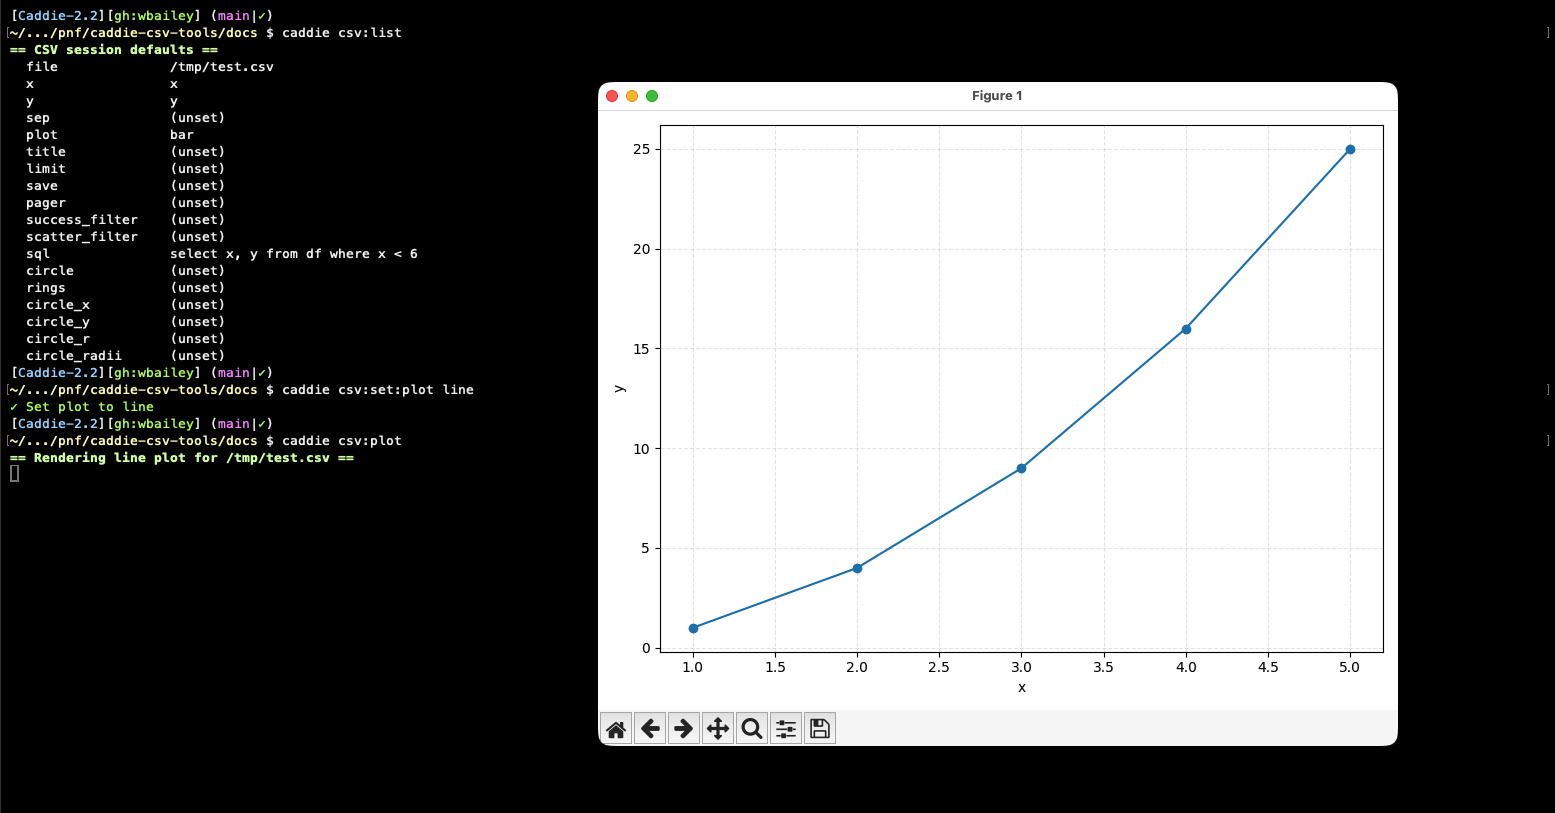 [Caddie-2.2][gh:wbailey] (main|✓)
[~/.../pnf/caddie-csv-tools/docs $ caddie csv:list ]
== CSV session defaults ==
file /tmp/test.csv
x x
y y
sep (unset)
plot bar
title (unset)
limit (unset)
save (unset)
pager (unset)
success_filter (unset)
scatter_filter (unset)
sql select x, y from df where x < 6
circle (unset)
rings (unset)
circle_x (unset)
circle_y (unset)
circle_r (unset)
circle_radii (unset)
[Caddie-2.2][gh:wbailey] (main|✓)
[~/.../pnf/caddie-csv-tools/docs $ caddie csv:set:plot line ]
✓ Set plot to line
[Caddie-2.2][gh:wbailey] (main|✓)
[~/.../pnf/caddie-csv-tools/docs $ caddie csv:plot ]
== Rendering line plot for /tmp/test.csv ==
Figure 1
25
20
15
10
5
0
y
1.0 1.5 2.0 2.5 3.0 3.5 4.0 4.5 5.0
x